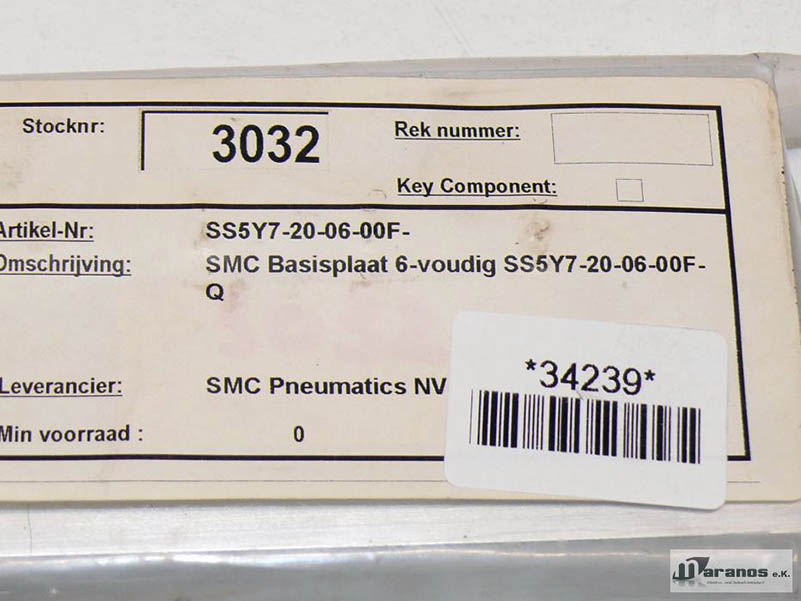 Stocknr: 3032 Rek nummer:
Key Component:
Artikel-Nr: SS5Y7-20-06-00F-
Omschrijving: SMC Basisplaat 6-voudig SS5Y7-20-06-00F-
Q
Leverancier: SMC Pneumatics NV
Min voorraad : 0
*34239*
Maranos e.K.